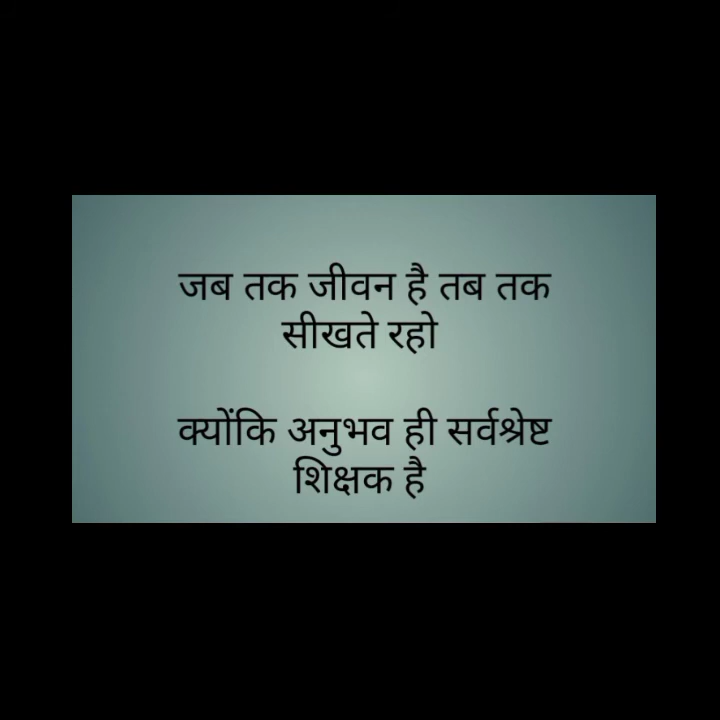 जब तक जीवन है तब तक
सीखते रहो
क्योंकि अनुभव ही सर्वश्रेष्ट
शिक्षक है